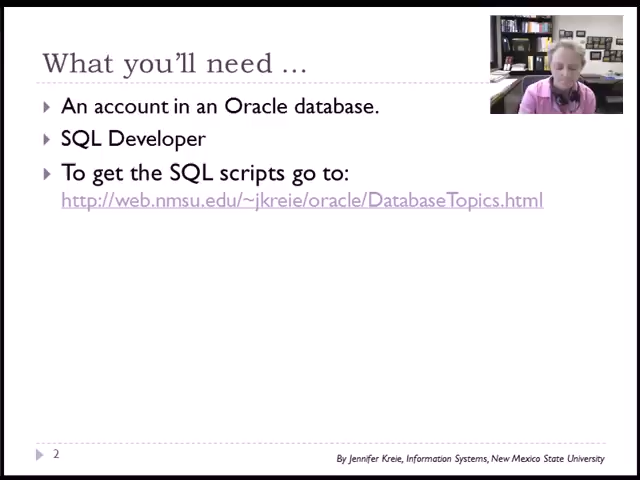 What you'll need ...
An account in an Oracle database.
SQL Developer
To get the SQL scripts go to:
http://web.nmsu.edu/~jkreie/oracle/DatabaseTopics.html
2
By Jennifer Kreie, Information Systems, New Mexico State University